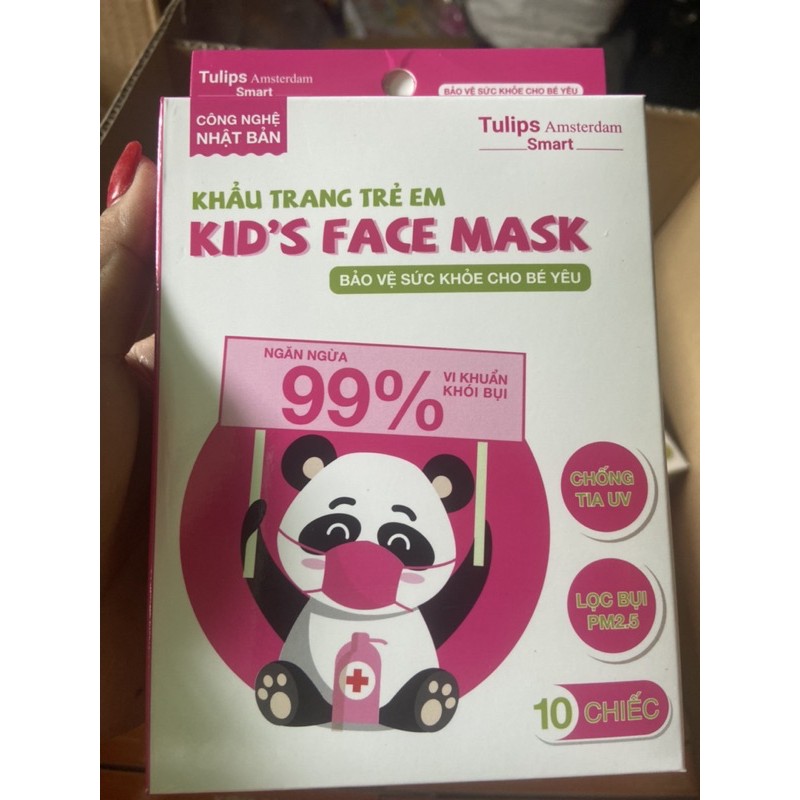 Tulips Amsterdam
Smart
BẢO VỆ SỨC KHỎE CHO BÉ YÊU
CÔNG NGHỆ
NHẬT BẢN
Tulips Amsterdam
Smart
KHẨU TRANG TRẺ EM
KID'S FACE MASK
BẢO VỆ SỨC KHỎE CHO BÉ YÊU
NGĂN NGỪA
99%
VI KHUẨN
KHÓI BỤI
CHỐNG
TIA UV
LỌC BỤI
PM2.5
10 CHIẾC